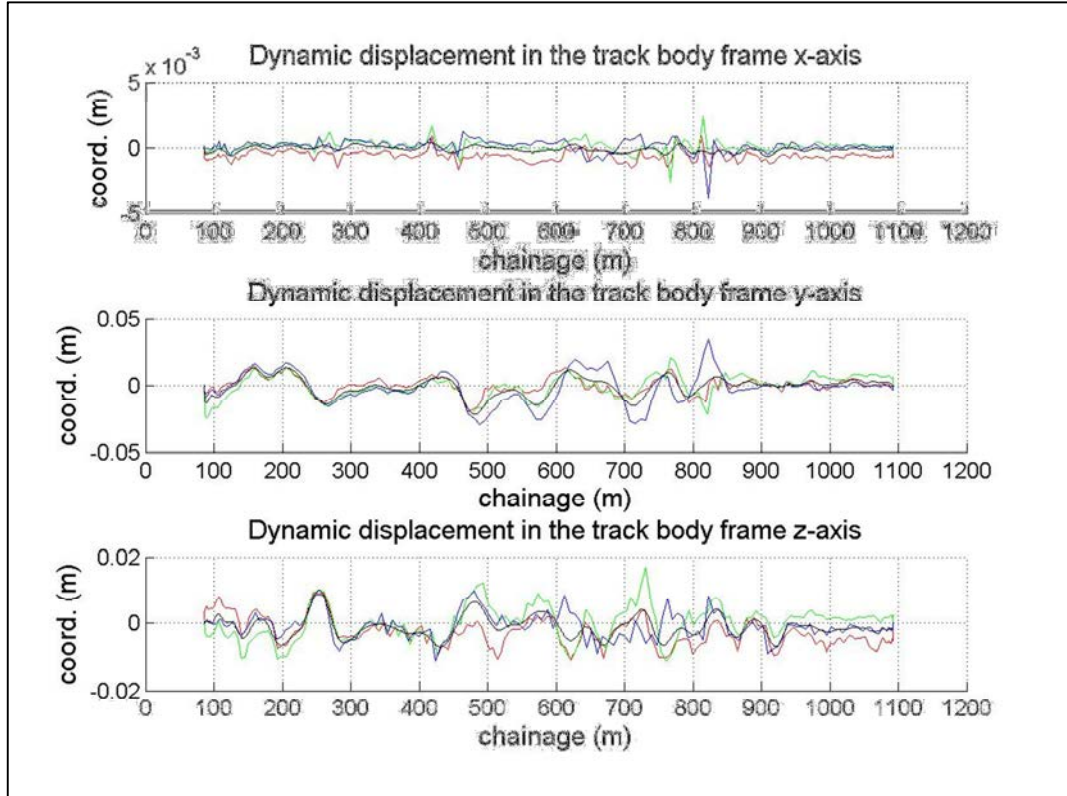 Dynamic displacement in the track body frame x-axis
x 10-3
5
0
-5
coord. (m)
0 100 200 300 400 500 600 700 800 900 1000 1100 1200
chainage (m)
Dynamic displacement in the track body frame y-axis
0.05
0
-0.05
coord. (m)
0 100 200 300 400 500 600 700 800 900 1000 1100 1200
chainage (m)
Dynamic displacement in the track body frame z-axis
0.02
0
-0.02
coord. (m)
0 100 200 300 400 500 600 700 800 900 1000 1100 1200
chainage (m)